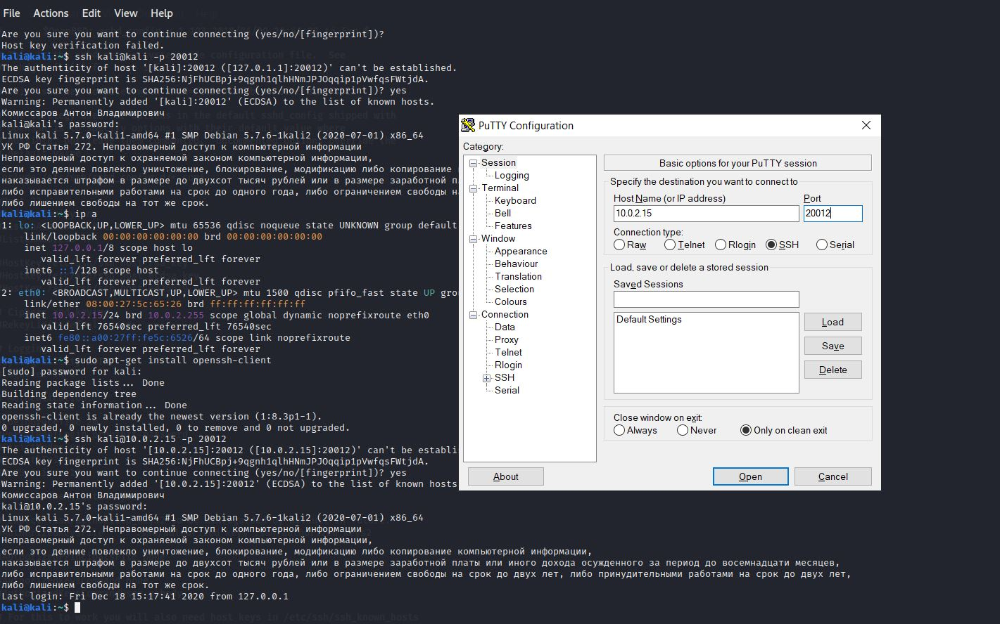 File Actions Edit View Help
Are you sure you want to continue connecting (yes/no/[fingerprint])?
Host key verification failed.
kali@kali:~$ ssh kali@kali -p 20012
The authenticity of host '[kali]:20012 ([127.0.1.1]:20012)' can't be established.
ECDSA key fingerprint is SHA256:NjFhUCBpj+9qgnh1qlhHNmJPJOqqip1pVwfqsFWtjdA.
Are you sure you want to continue connecting (yes/no/[fingerprint])? yes
Warning: Permanently added '[kali]:20012' (ECDSA) to the list of known hosts.
Комиссаров Антон Владимирович
kali@kali's password:
Linux kali 5.7.0-kali1-amd64 #1 SMP Debian 5.7.6-1kali2 (2020-07-01) x86_64
УК РФ Статья 272. Неправомерный доступ к компьютерной информации
Неправомерный доступ к охраняемой законом компьютерной информации,
если это деяние повлекло уничтожение, блокирование, модификацию либо копирование
наказывается штрафом в размере до двухсот тысяч рублей или в размере заработной
либо исправительными работами на срок до одного года, либо ограничением свободы
либо лишением свободы на тот же срок.
kali@kali:~$ ip a
1: lo: <LOOPBACK,UP,LOWER_UP> mtu 65536 qdisc noqueue state UNKNOWN group default
link/loopback 00:00:00:00:00:00 brd 00:00:00:00:00:00
inet 127.0.0.1/8 scope host lo
valid_lft forever preferred_lft forever
inet6 ::1/128 scope host
valid_lft forever preferred_lft forever
2: eth0: <BROADCAST,MULTICAST,UP,LOWER_UP> mtu 1500 qdisc pfifo_fast state UP
link/ether 08:00:27:5c:65:26 brd ff:ff:ff:ff:ff:ff
inet 10.0.2.15/24 brd 10.0.2.255 scope global dynamic noprefixroute eth0
valid_lft 76540sec preferred_lft 76540sec
inet6 fe80::a00:27ff:fe5c:6526/64 scope link noprefixroute
valid_lft forever preferred_lft forever
kali@kali:~$ sudo apt-get install openssh-client
[sudo] password for kali:
Reading package lists... Done
Building dependency tree
Reading state information... Done
openssh-client is already the newest version (1:8.3p1-1).
0 upgraded, 0 newly installed, 0 to remove and 0 not upgraded.
kali@kali:~$ ssh kali@10.0.2.15 -p 20012
The authenticity of host '[10.0.2.15]:20012 ([10.0.2.15]:20012)' can't be establi
ECDSA key fingerprint is SHA256:NjFhUCBpj+9qgnh1qlhHNmJPJOqqip1pVwfqsFWtjdA.
Are you sure you want to continue connecting (yes/no/[fingerprint])? yes
Warning: Permanently added '[10.0.2.15]:20012' (ECDSA) to the list of known hosts
Комиссаров Антон Владимирович
kali@10.0.2.15's password:
Linux kali 5.7.0-kali1-amd64 #1 SMP Debian 5.7.6-1kali2 (2020-07-01) x86_64
УК РФ Статья 272. Неправомерный доступ к компьютерной информации
Неправомерный доступ к охраняемой законом компьютерной информации,
если это деяние повлекло уничтожение, блокирование, модификацию либо копирование компьютерной информации,
наказывается штрафом в размере до двухсот тысяч рублей или в размере заработной платы или иного дохода осужденного за период до восемнадцати месяцев,
либо исправительными работами на срок до одного года, либо ограничением свободы на срок до двух лет, либо принудительными работами на срок до двух лет,
либо лишением свободы на тот же срок.
Last login: Fri Dec 18 15:17:41 2020 from 127.0.0.1
kali@kali:~$
# For this to work you will also need host keys in /etc/ssh/ssh_known_hosts
PuTTY Configuration
Category:
Session
Logging
Terminal
Keyboard
Bell
Features
Window
Appearance
Behaviour
Translation
Selection
Colours
Connection
Data
Proxy
Telnet
Rlogin
SSH
Serial
Basic options for your PuTTY session
Specify the destination you want to connect to
Host Name (or IP address) Port
10.0.2.15 20012
Connection type:
Raw Telnet Rlogin SSH Serial
Load, save or delete a stored session
Saved Sessions
Default Settings
Load
Save
Delete
Close window on exit:
Always Never Only on clean exit
About Open Cancel